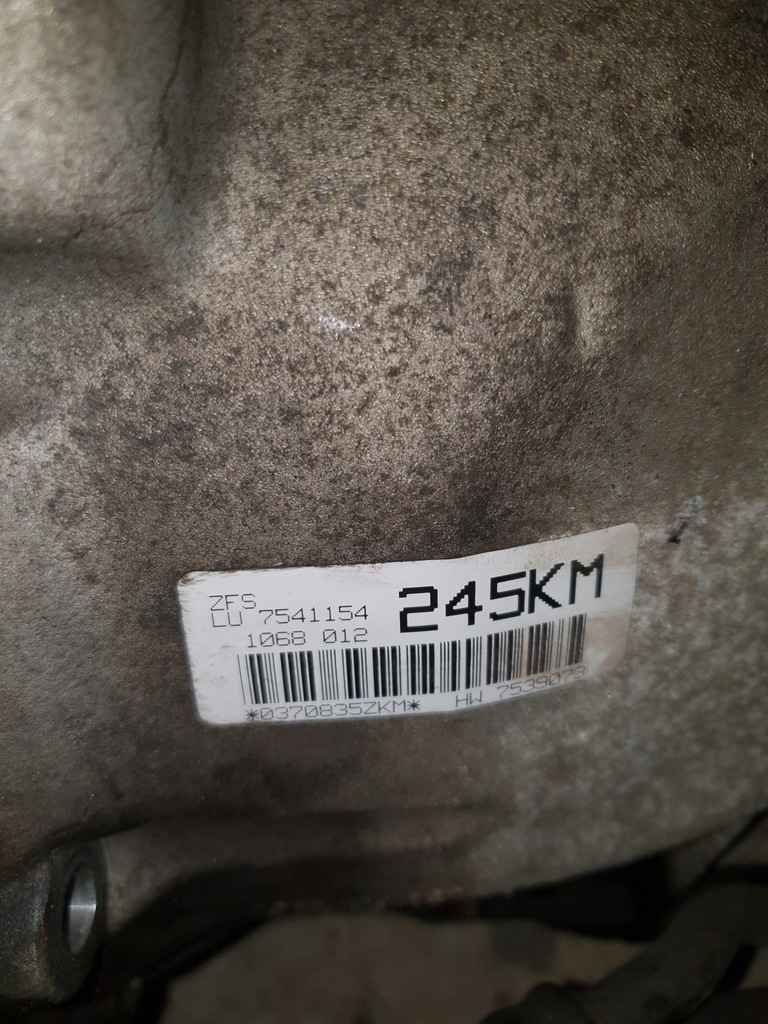 ZFS
LU 7541154
245KM
1068 012
*0370835ZKM* HW 7539073